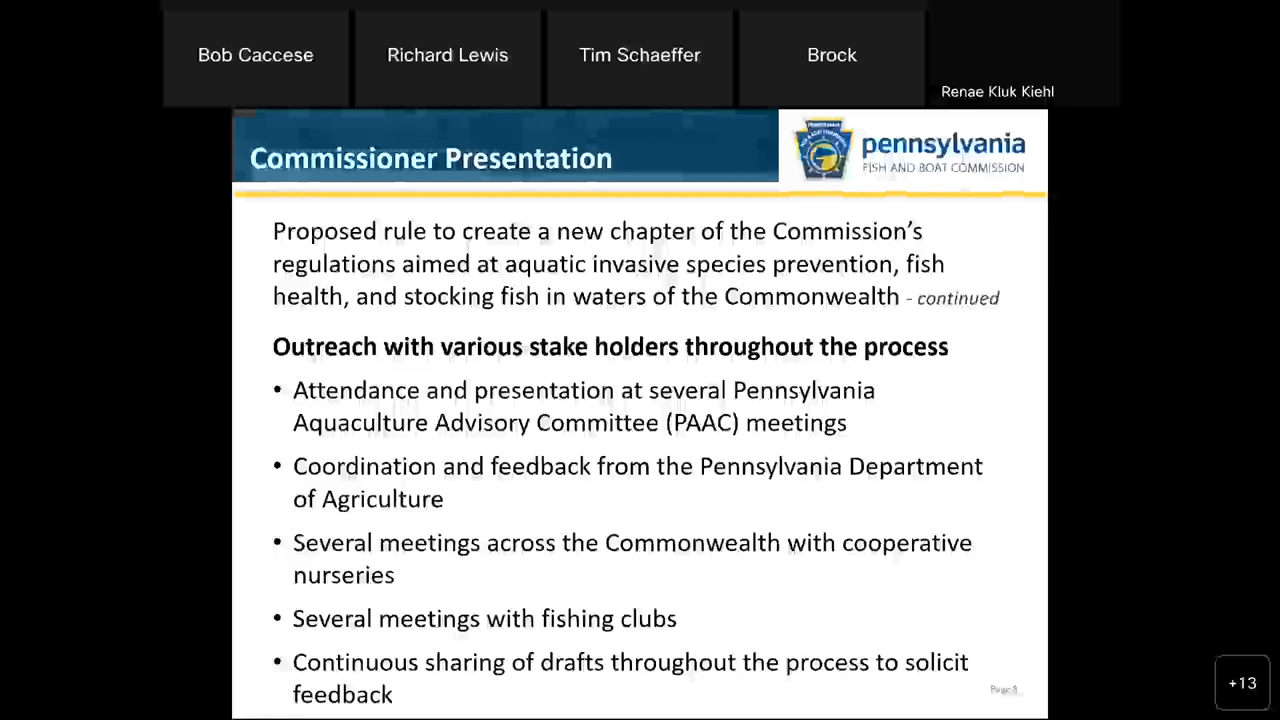 Bob Caccese
Richard Lewis
Tim Schaeffer
Brock
Renae Kluk Kiehl
Commissioner Presentation
pennsylvania
FISH AND BOAT COMMISSION
Proposed rule to create a new chapter of the Commission’s
regulations aimed at aquatic invasive species prevention, fish
health, and stocking fish in waters of the Commonwealth - continued
Outreach with various stake holders throughout the process
• Attendance and presentation at several Pennsylvania
Aquaculture Advisory Committee (PAAC) meetings
• Coordination and feedback from the Pennsylvania Department
of Agriculture
• Several meetings across the Commonwealth with cooperative
nurseries
• Several meetings with fishing clubs
• Continuous sharing of drafts throughout the process to solicit
feedback
+13